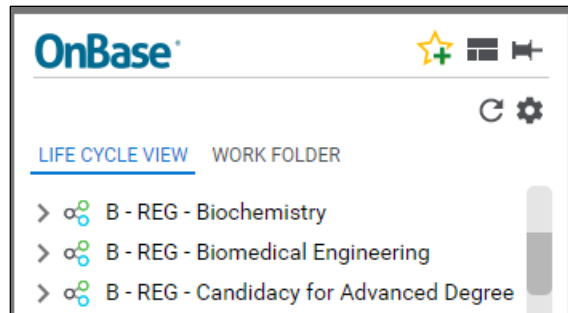 OnBase
LIFE CYCLE VIEW WORK FOLDER
B - REG - Biochemistry
B - REG - Biomedical Engineering
B - REG - Candidacy for Advanced Degree